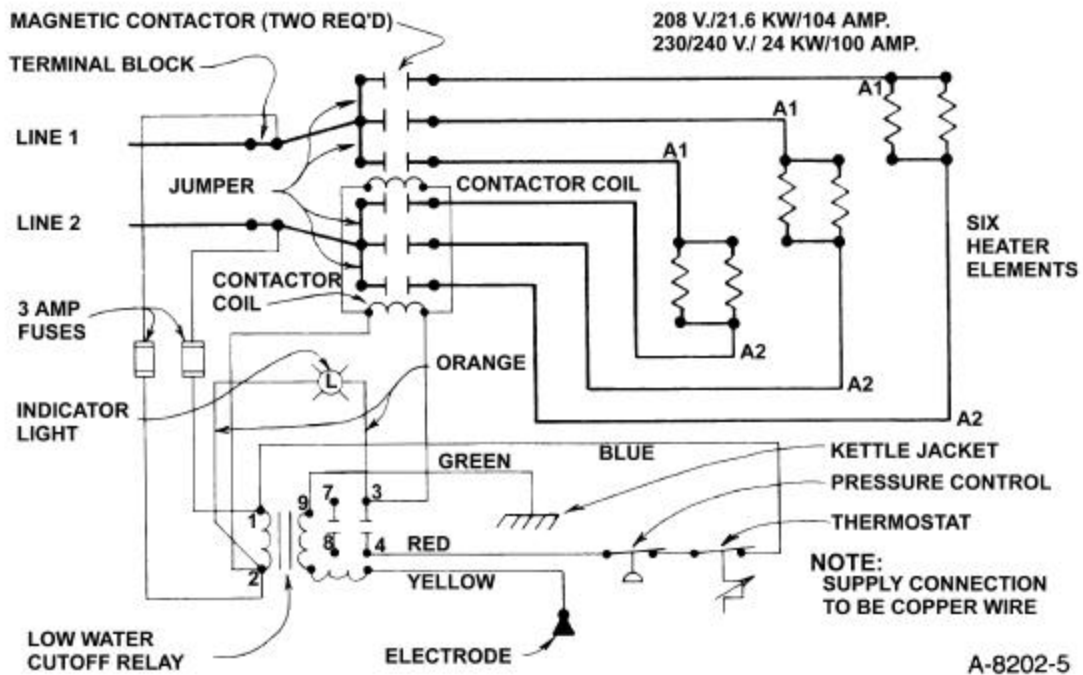 MAGNETIC CONTACTOR (TWO REQ'D)
208 V./21.6 KW/104 AMP.
230/240 V./ 24 KW/100 AMP.
TERMINAL BLOCK
A1
A1
A1
LINE 1
JUMPER
CONTACTOR COIL
LINE 2
SIX
HEATER
ELEMENTS
CONTACTOR
COIL
3 AMP
FUSES
A2
ORANGE
L
A2
INDICATOR
LIGHT
A2
BLUE
KETTLE JACKET
GREEN
PRESSURE CONTROL
7
3
9
1
THERMOSTAT
8
4
RED
NOTE:
SUPPLY CONNECTION
TO BE COPPER WIRE
2
YELLOW
LOW WATER
CUTOFF RELAY
ELECTRODE
A-8202-5